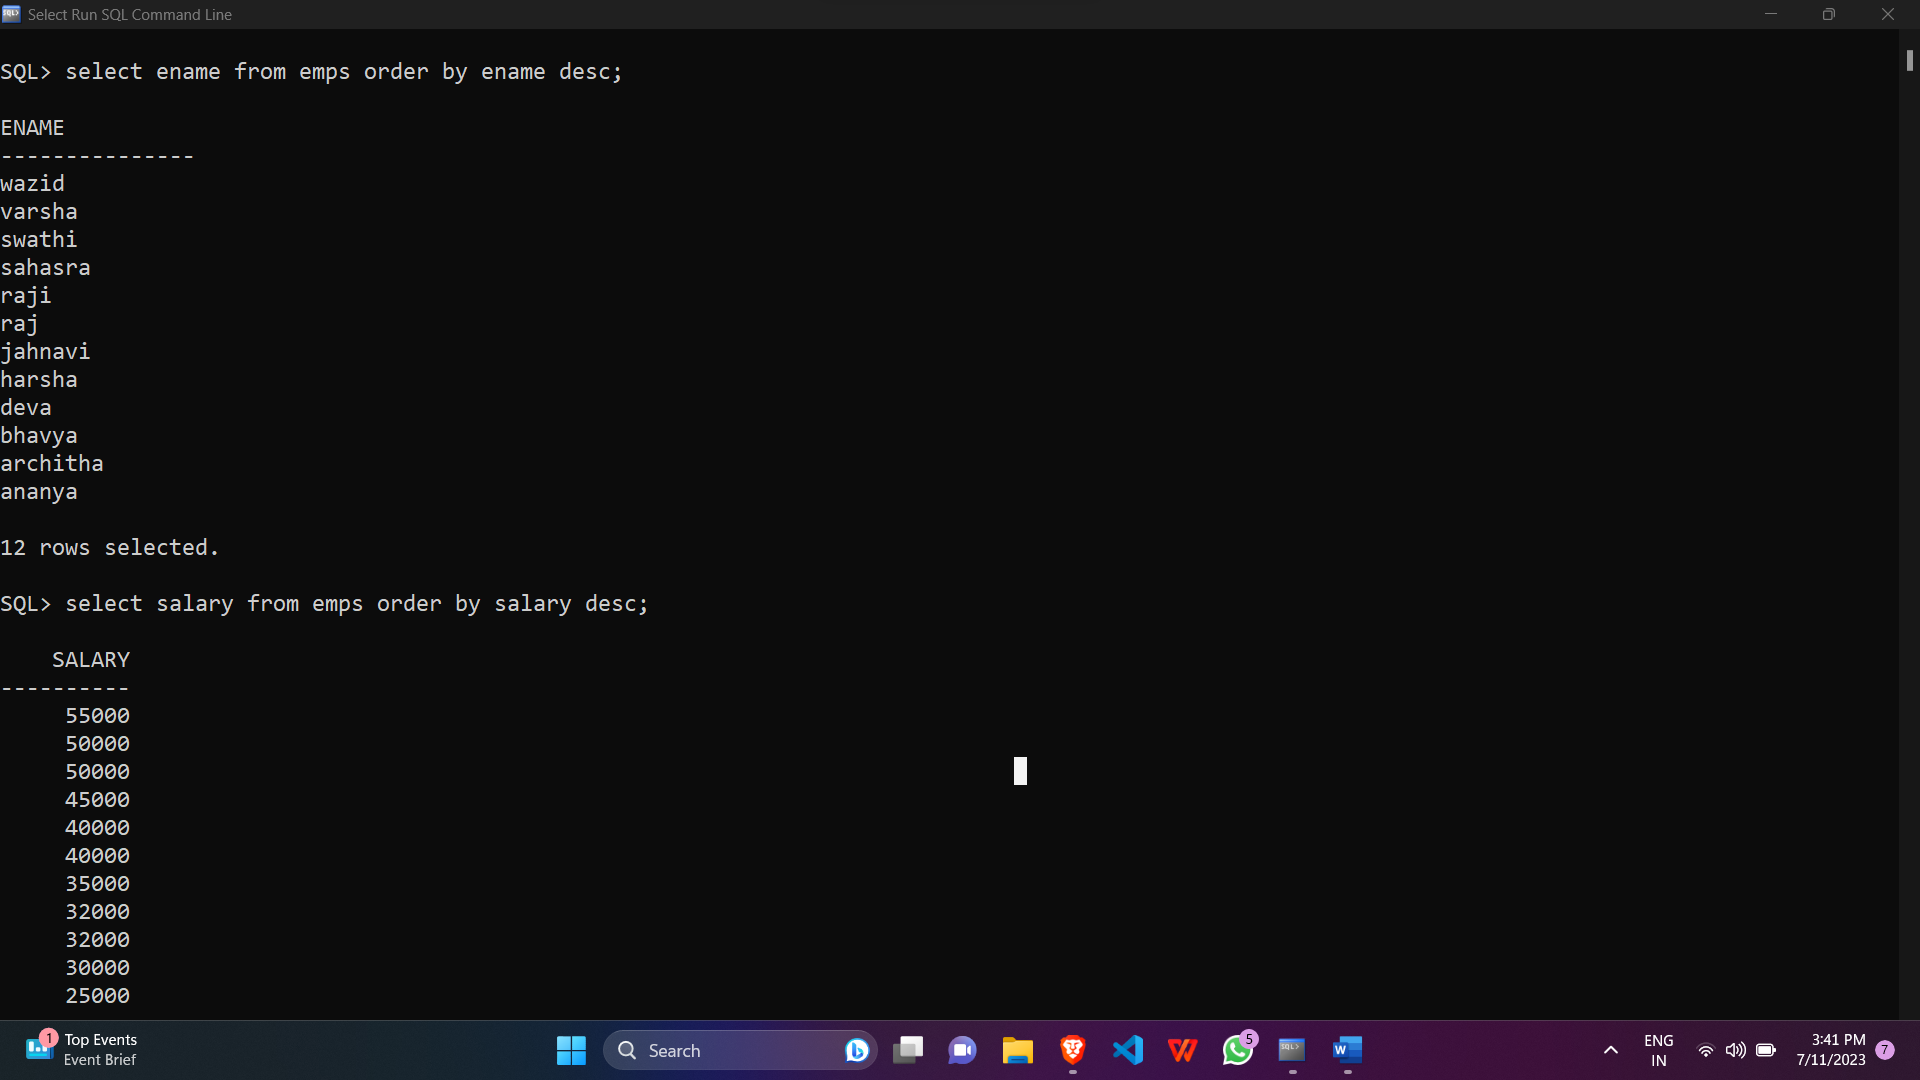 Select Run SQL Command Line
SQL> select ename from emps order by ename desc;
ENAME
---------------
wazid
varsha
swathi
sahasra
raji
raj
jahnavi
harsha
deva
bhavya
architha
ananya
12 rows selected.
SQL> select salary from emps order by salary desc;
SALARY
----------
55000
50000
50000
45000
40000
40000
35000
32000
32000
30000
25000
1
Top Events
Event Brief
Search
5
ENG
IN
3:41 PM
7/11/2023
7